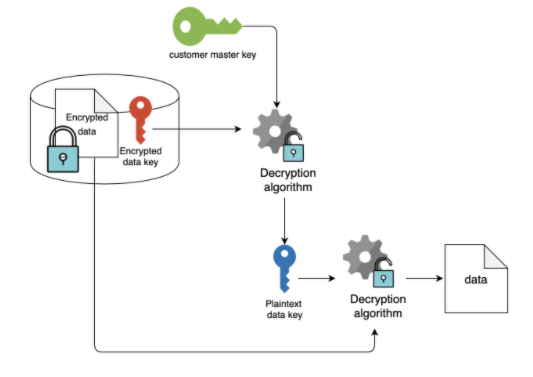 customer master key
Encrypted
data
Encrypted
data key
Decryption
algorithm
Plaintext
data key
Decryption
algorithm
data